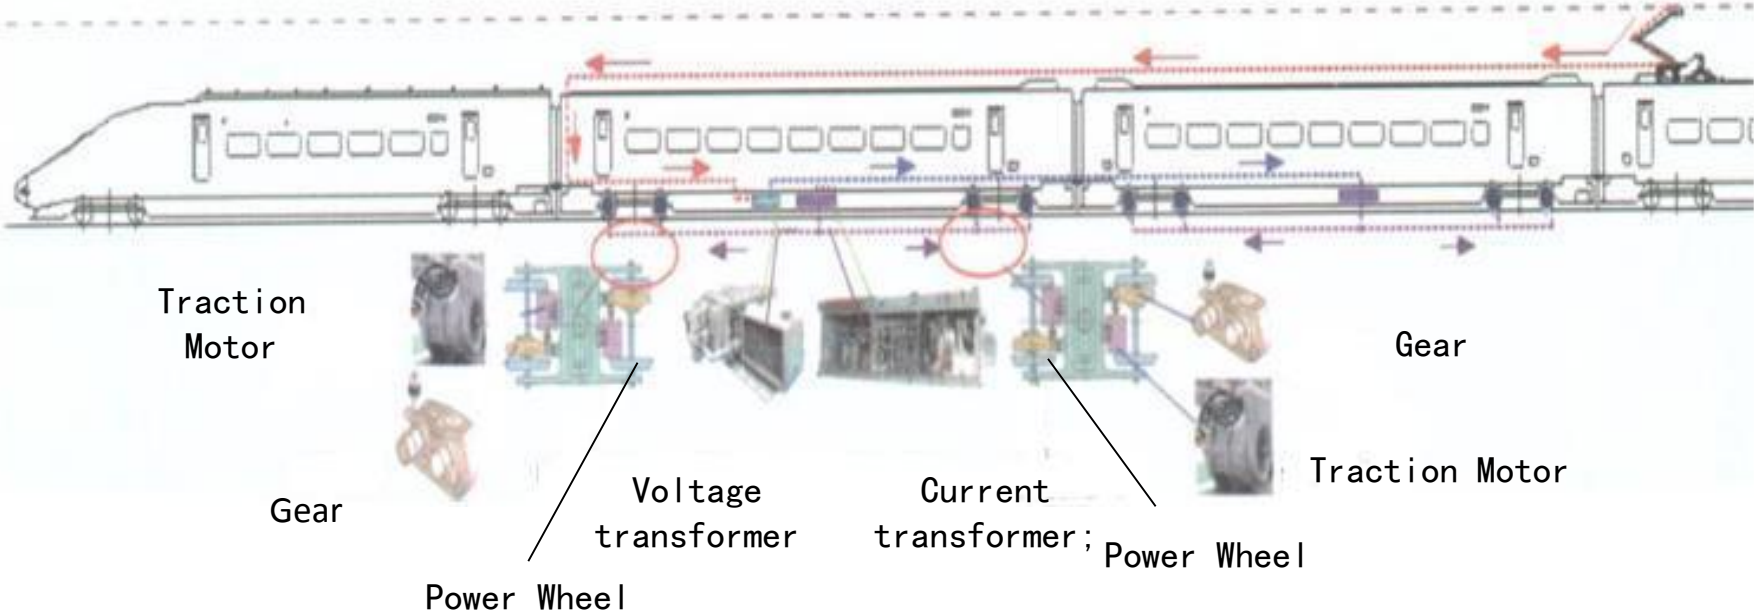 Traction
Motor
Gear
Gear
Traction Motor
Voltage
transformer
Current
transformer;
Power Wheel
Power Wheel